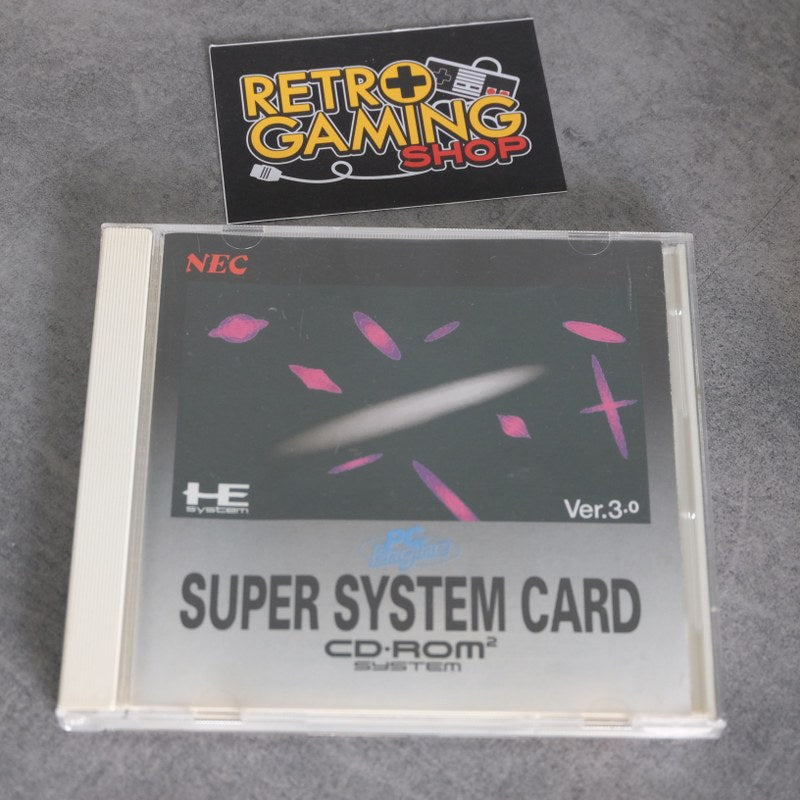 RETRO
GAMING
SHOP
NEC
HE
system
Ver.3.0
PC
Engine
SUPER SYSTEM CARD
CD-ROM²
SYSTEM